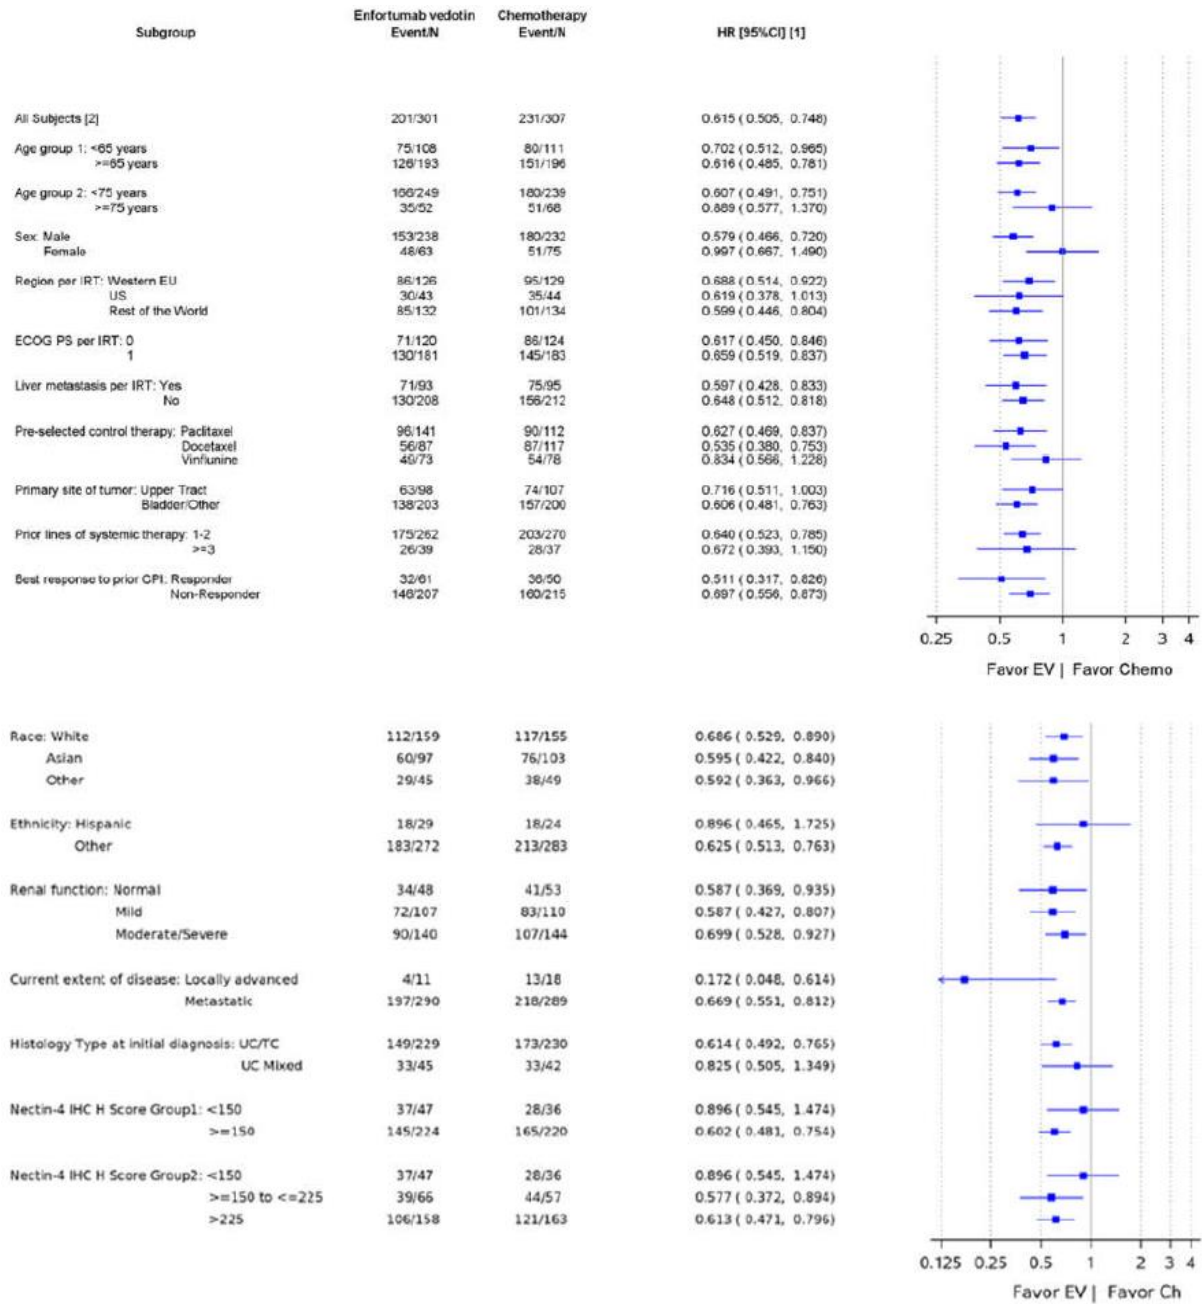 Subgroup Enfortumab vedotin Event/N Chemotherapy Event/N HR [95%CI] [1]
All Subjects [2] 201/301 231/307 0.615 ( 0.505, 0.748)
Age group 1: <65 years 75/108 80/111 0.702 ( 0.512, 0.965)
>=65 years 126/193 151/196 0.616 ( 0.485, 0.781)
Age group 2: <75 years 166/249 180/239 0.607 ( 0.491, 0.751)
>=75 years 35/52 51/68 0.889 ( 0.577, 1.370)
Sex: Male 153/238 180/232 0.579 ( 0.466, 0.720)
Female 48/63 51/75 0.997 ( 0.667, 1.490)
Region per IRT: Western EU 86/126 95/129 0.688 ( 0.514, 0.922)
US 30/43 35/44 0.619 ( 0.378, 1.013)
Rest of the World 85/132 101/134 0.599 ( 0.446, 0.804)
ECOG PS per IRT: 0 71/120 86/124 0.617 ( 0.450, 0.846)
1 130/181 145/183 0.659 ( 0.519, 0.837)
Liver metastasis per IRT: Yes 71/93 75/95 0.597 ( 0.428, 0.833)
No 130/208 156/212 0.648 ( 0.512, 0.818)
Pre-selected control therapy: Paclitaxel 96/141 90/112 0.627 ( 0.469, 0.837)
Docetaxel 56/87 87/117 0.535 ( 0.380, 0.753)
Vinflunine 49/73 54/78 0.834 ( 0.566, 1.228)
Primary site of tumor: Upper Tract 63/98 74/107 0.716 ( 0.511, 1.003)
Bladder/Other 138/203 157/200 0.606 ( 0.481, 0.763)
Prior lines of systemic therapy: 1-2 175/262 203/270 0.640 ( 0.523, 0.785)
>=3 26/39 28/37 0.672 ( 0.393, 1.150)
Best response to prior CPI: Responder 32/61 36/50 0.511 ( 0.317, 0.826)
Non-Responder 146/207 160/215 0.697 ( 0.556, 0.873)
0.25 0.5 1 2 3 4
Favor EV | Favor Chemo
Race: White 112/159 117/155 0.686 ( 0.529, 0.890)
Asian 60/97 76/103 0.595 ( 0.422, 0.840)
Other 29/45 38/49 0.592 ( 0.363, 0.966)
Ethnicity: Hispanic 18/29 18/24 0.896 ( 0.465, 1.725)
Other 183/272 213/283 0.625 ( 0.513, 0.763)
Renal function: Normal 34/48 41/53 0.587 ( 0.369, 0.935)
Mild 72/107 83/110 0.587 ( 0.427, 0.807)
Moderate/Severe 90/140 107/144 0.699 ( 0.528, 0.927)
Current extent of disease: Locally advanced 4/11 13/18 0.172 ( 0.048, 0.614)
Metastatic 197/290 218/289 0.669 ( 0.551, 0.812)
Histology Type at initial diagnosis: UC/TC 149/229 173/230 0.614 ( 0.492, 0.765)
UC Mixed 33/45 33/42 0.825 ( 0.505, 1.349)
Nectin-4 IHC H Score Group1: <150 37/47 28/36 0.896 ( 0.545, 1.474)
>=150 145/224 165/220 0.602 ( 0.481, 0.754)
Nectin-4 IHC H Score Group2: <150 37/47 28/36 0.896 ( 0.545, 1.474)
>=150 to <=225 39/66 44/57 0.577 ( 0.372, 0.894)
>225 106/158 121/163 0.613 ( 0.471, 0.796)
0.125 0.25 0.5 1 2 3 4
Favor EV | Favor Ch